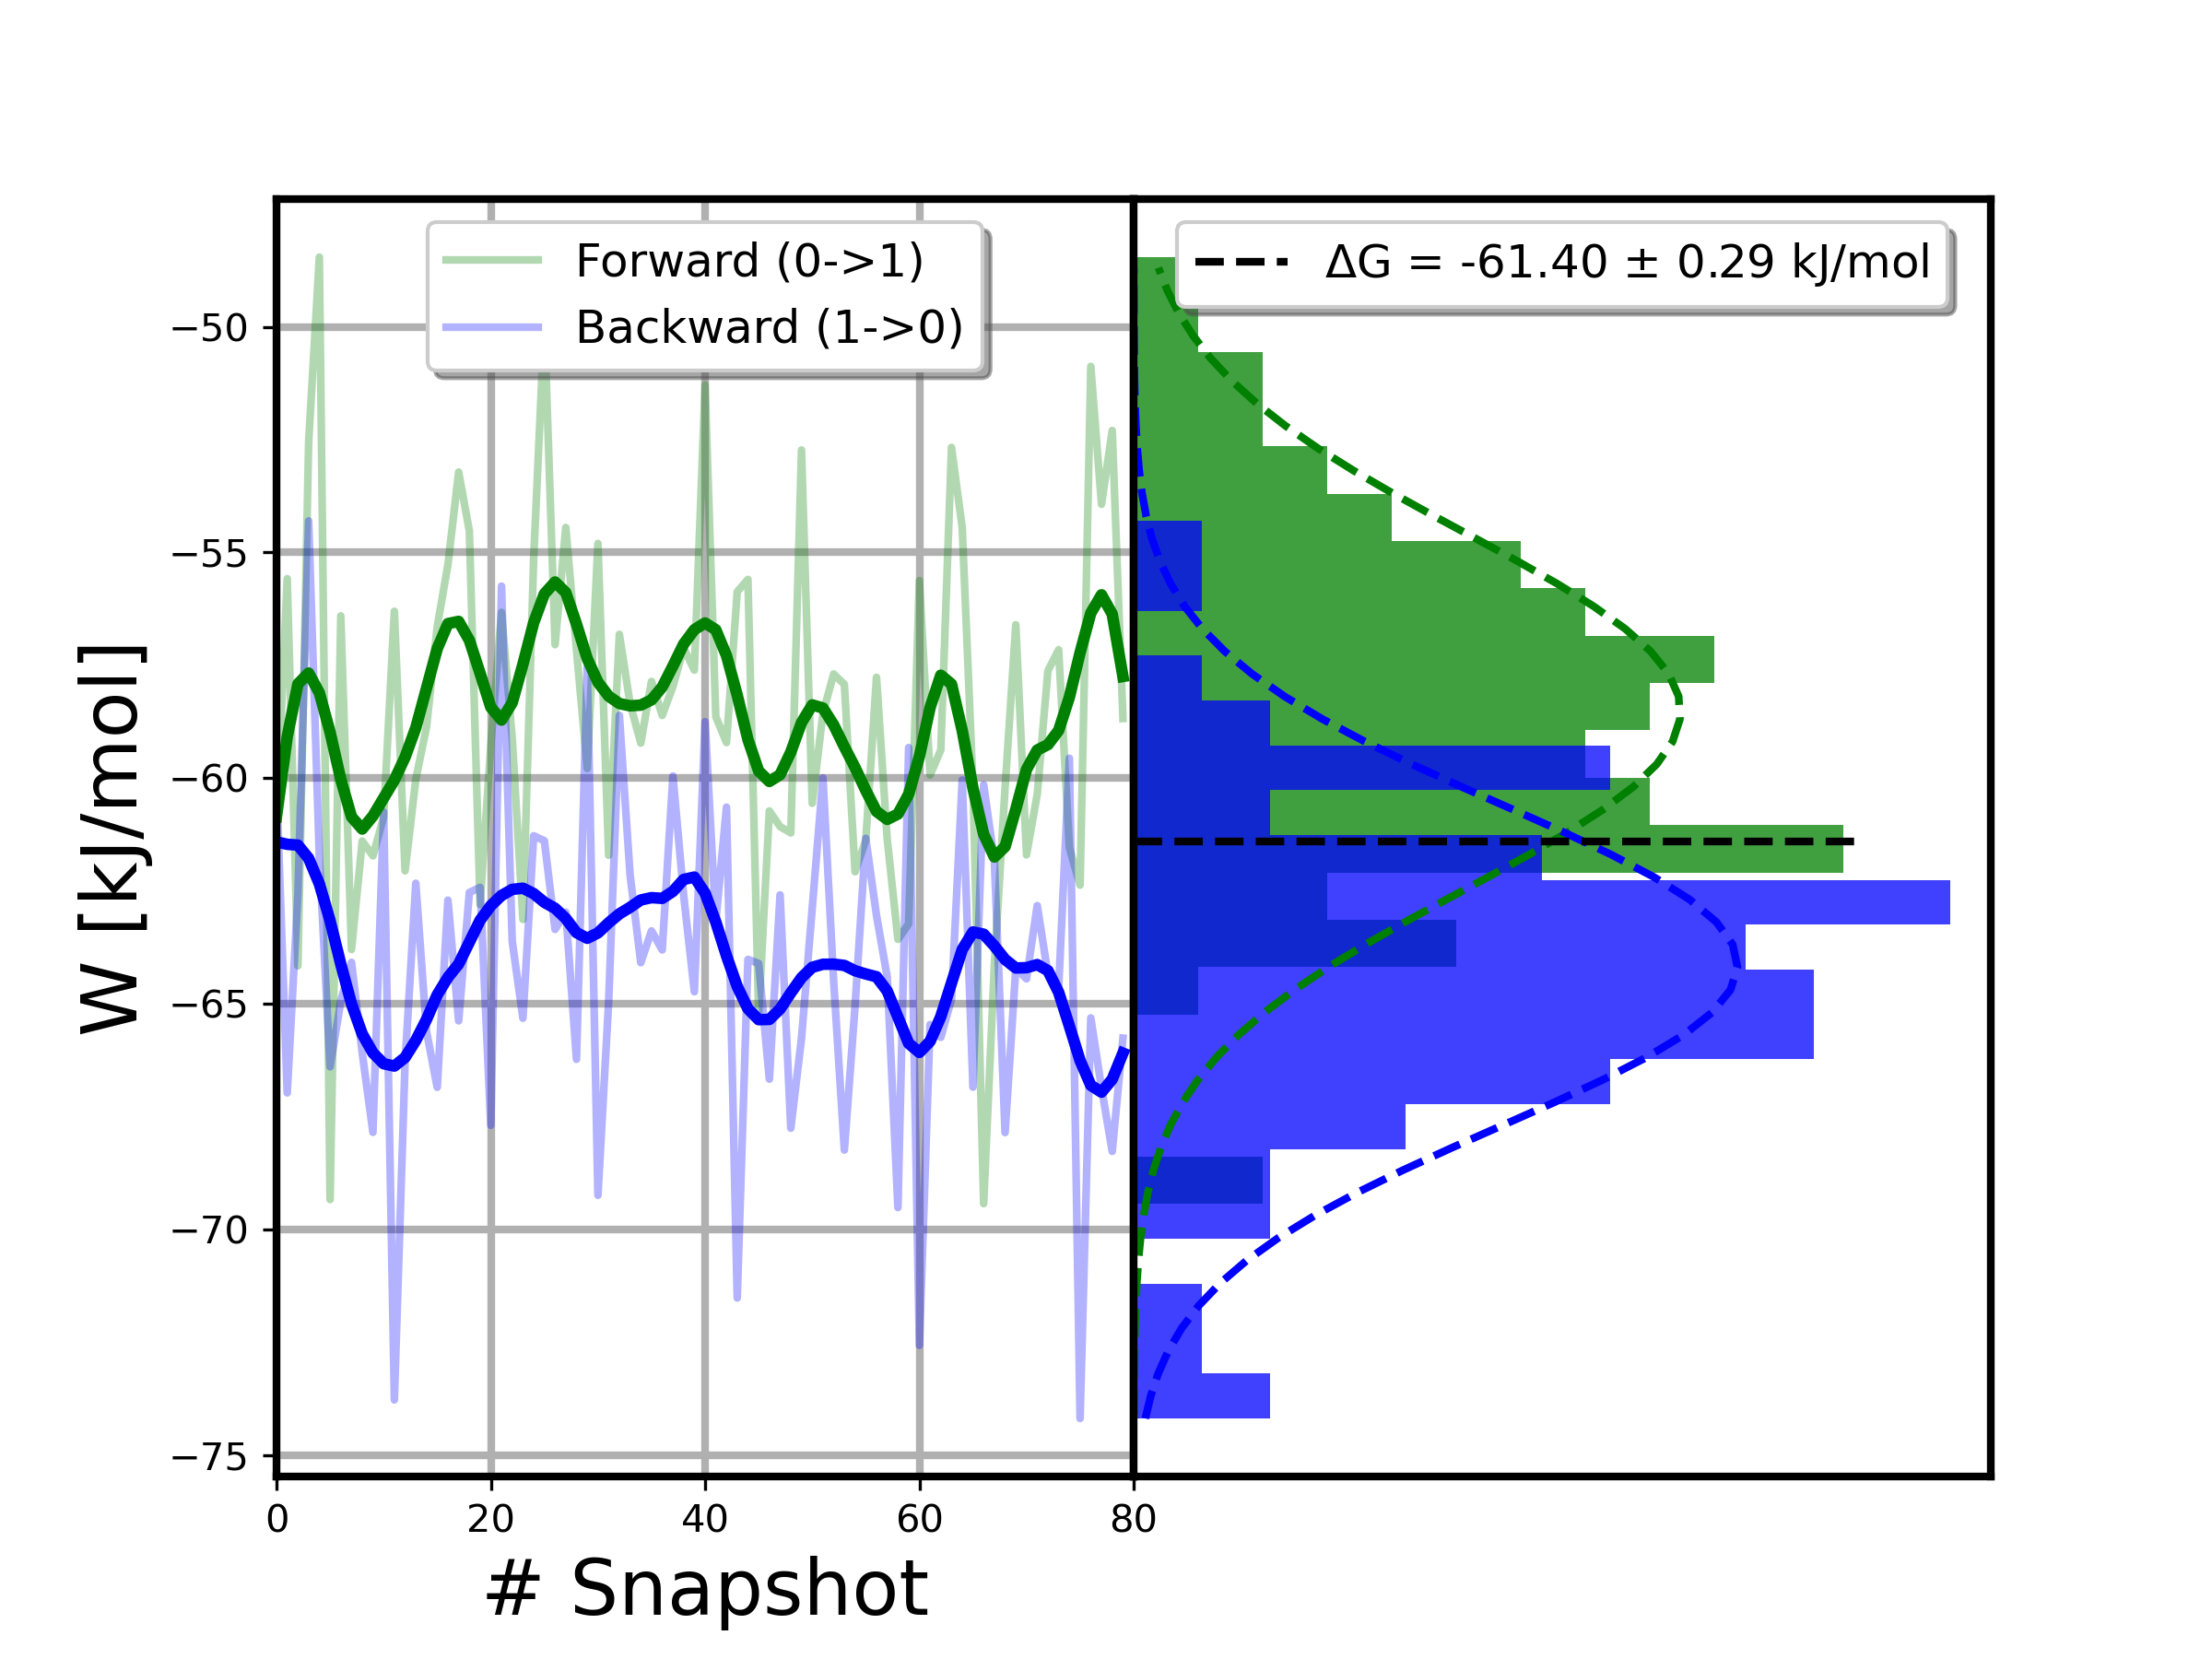 Forward (0->1)
Backward (1->0)
ΔG = -61.40 ± 0.29 kJ/mol
−50
−55
−60
−65
−70
−75
W [kJ/mol]
0 20 40 60 80
# Snapshot